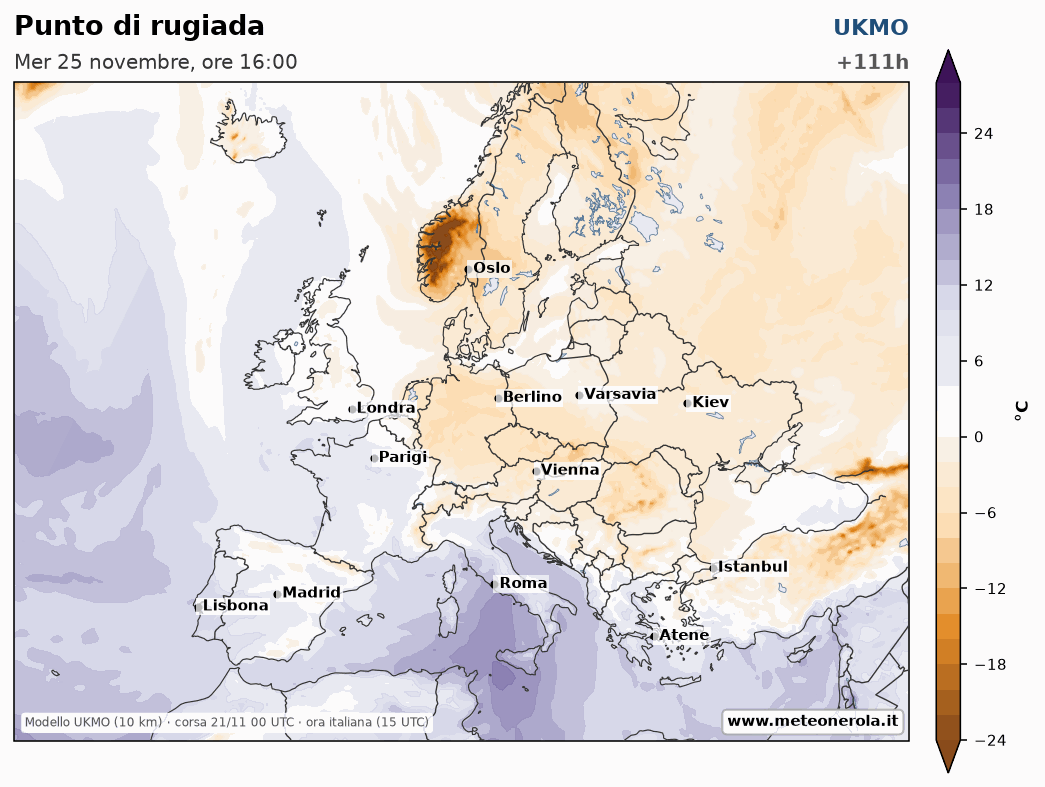 Punto di rugiada
UKMO
Mer 25 novembre, ore 16:00
+111h
24
18
12
6
0
−6
−12
−18
−24
°C
Oslo
Berlino
Varsavia
Kiev
Londra
Parigi
Vienna
Istanbul
Roma
Madrid
Lisbona
Atene
Modello UKMO (10 km) · corsa 21/11 00 UTC · ora italiana (15 UTC)
www.meteonerola.it